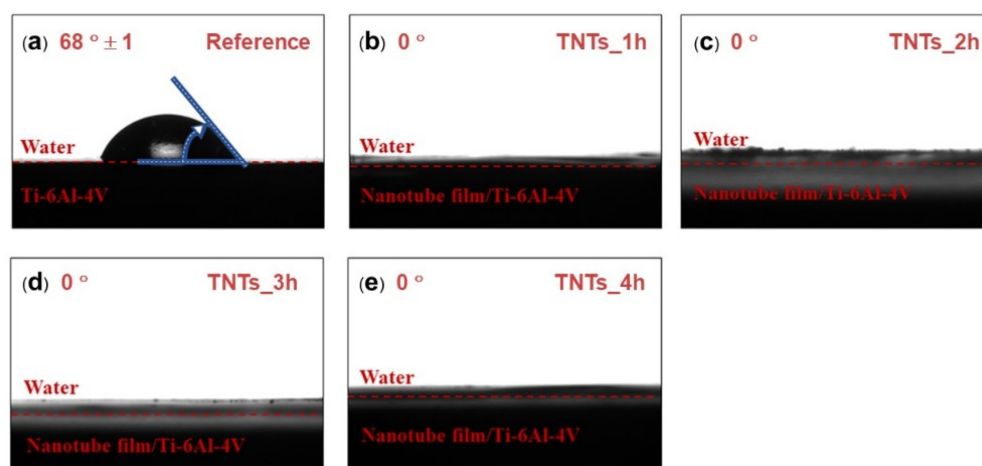 (a) 68 ° ± 1 Reference
Water
Ti-6Al-4V
(b) 0 ° TNTs_1h
Water
Nanotube film/Ti-6Al-4V
(c) 0 ° TNTs_2h
Water
Nanotube film/Ti-6Al-4V
(d) 0 ° TNTs_3h
Water
Nanotube film/Ti-6Al-4V
(e) 0 ° TNTs_4h
Water
Nanotube film/Ti-6Al-4V